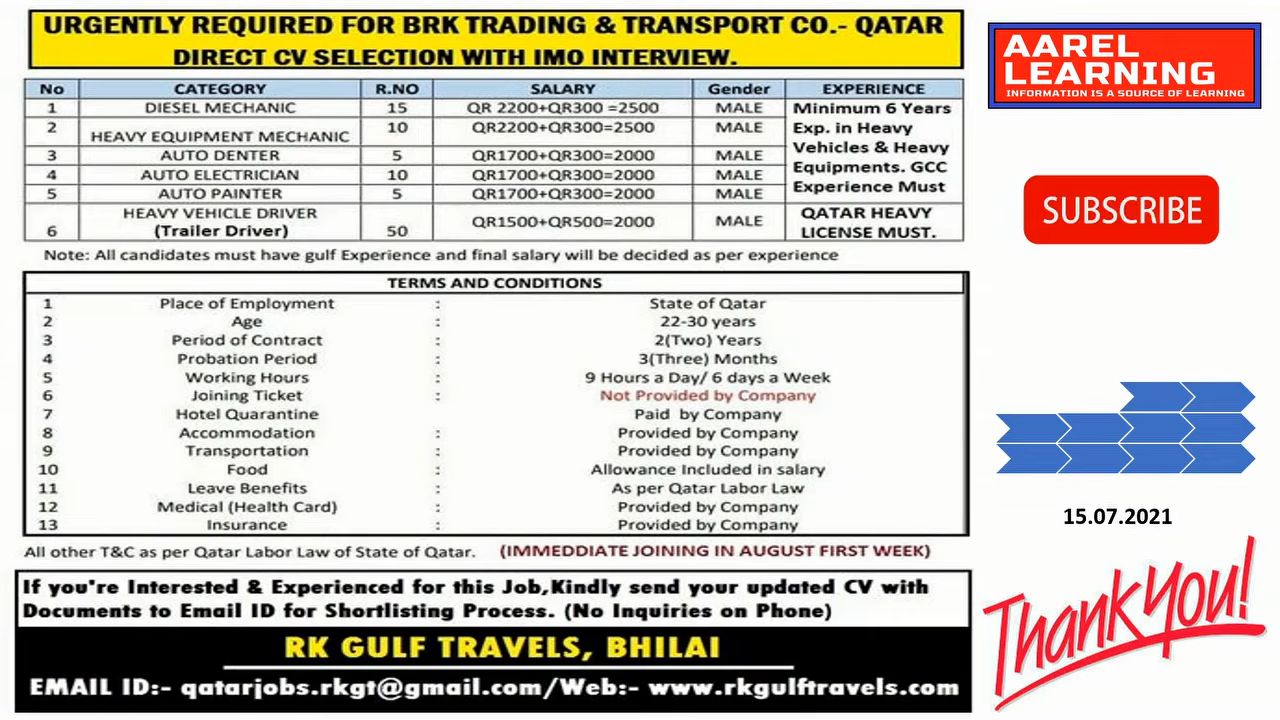 URGENTLY REQUIRED FOR BRK TRADING & TRANSPORT CO.- QATAR
DIRECT CV SELECTION WITH IMO INTERVIEW.
No CATEGORY R.NO SALARY Gender EXPERIENCE
1 DIESEL MECHANIC 15 QR 2200+QR300 =2500 MALE Minimum 6 Years
2 HEAVY EQUIPMENT MECHANIC 10 QR2200+QR300=2500 MALE Exp. in Heavy
3 AUTO DENTER 5 QR1700+QR300=2000 MALE Vehicles & Heavy
4 AUTO ELECTRICIAN 10 QR1700+QR300=2000 MALE Equipments. GCC
5 AUTO PAINTER 5 QR1700+QR300=2000 MALE Experience Must
HEAVY VEHICLE DRIVER QR1500+QR500=2000 MALE QATAR HEAVY
6 (Trailer Driver) 50 LICENSE MUST.
Note: All candidates must have gulf Experience and final salary will be decided as per experience
TERMS AND CONDITIONS
1 Place of Employment : State of Qatar
2 Age : 22-30 years
3 Period of Contract : 2(Two) Years
4 Probation Period : 3(Three) Months
5 Working Hours : 9 Hours a Day/ 6 days a Week
6 Joining Ticket : Not Provided by Company
7 Hotel Quarantine Paid by Company
8 Accommodation : Provided by Company
9 Transportation : Provided by Company
10 Food : Allowance Included in salary
11 Leave Benefits : As per Qatar Labor Law
12 Medical (Health Card) : Provided by Company
13 Insurance : Provided by Company
All other T&C as per Qatar Labor Law of State of Qatar. (IMMEDDIATE JOINING IN AUGUST FIRST WEEK)
If you're Interested & Experienced for this Job,Kindly send your updated CV with
Documents to Email ID for Shortlisting Process. (No Inquiries on Phone)
RK GULF TRAVELS, BHILAI
EMAIL ID:- qatarjobs.rkgt@gmail.com/Web:- www.rkgulftravels.com
AAREL
LEARNING
INFORMATION IS A SOURCE OF LEARNING
SUBSCRIBE
15.07.2021
Thank You!